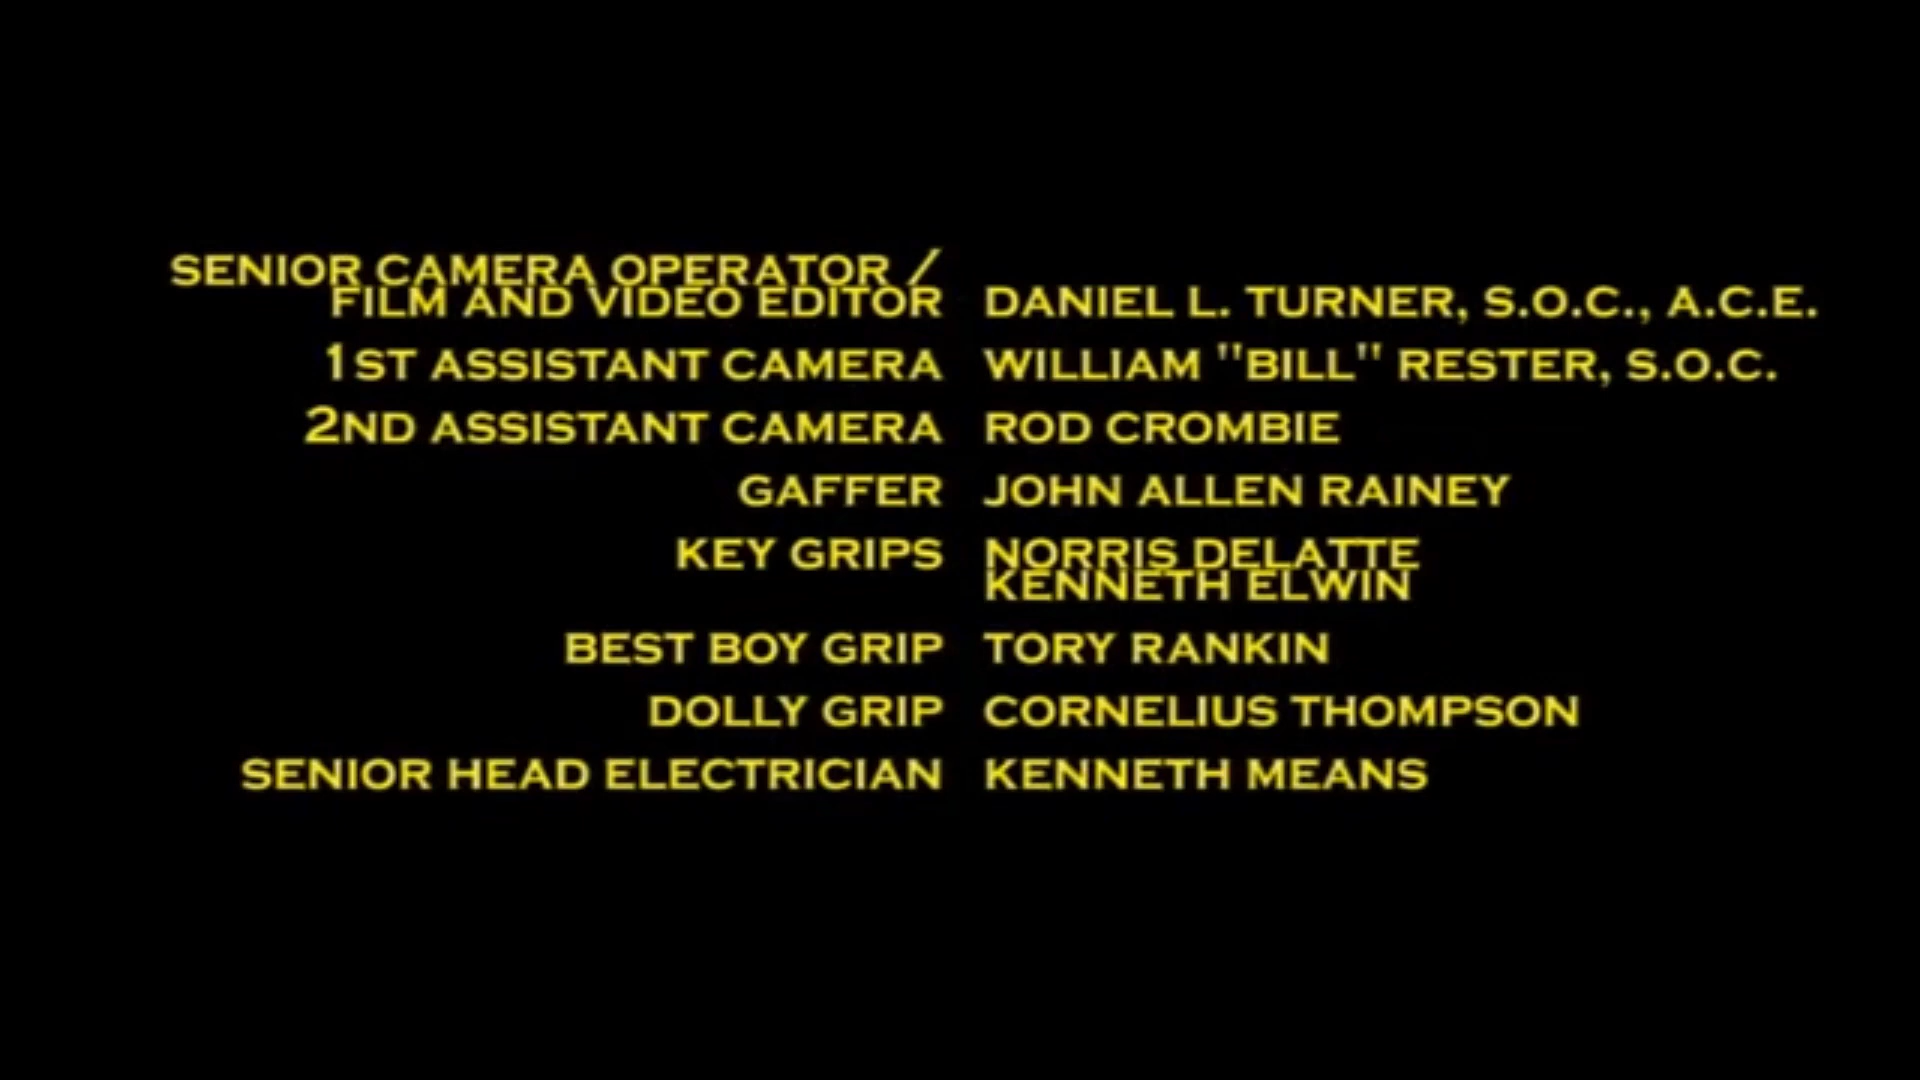 SENIOR CAMERA OPERATOR /
FILM AND VIDEO EDITOR DANIEL L. TURNER, S.O.C., A.C.E.
1ST ASSISTANT CAMERA WILLIAM "BILL" RESTER, S.O.C.
2ND ASSISTANT CAMERA ROD CROMBIE
GAFFER JOHN ALLEN RAINEY
KEY GRIPS NORRIS DELATTE
KENNETH ELWIN
BEST BOY GRIP TORY RANKIN
DOLLY GRIP CORNELIUS THOMPSON
SENIOR HEAD ELECTRICIAN KENNETH MEANS